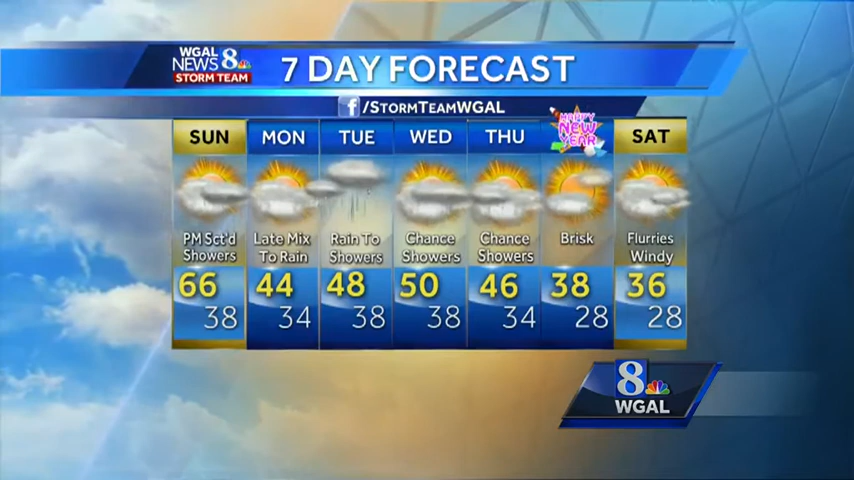 WGAL
NEWS 8
STORM TEAM
7 DAY FORECAST
f/STORMTEAMWGAL
SUN
PM Sct'd
Showers
66
38
MON
Late Mix
To Rain
44
34
TUE
Rain To
Showers
48
38
WED
Chance
Showers
50
38
THU
Chance
Showers
46
34
HAPPY
NEW
YEAR
Brisk
38
28
SAT
Flurries
Windy
36
28
8
WGAL